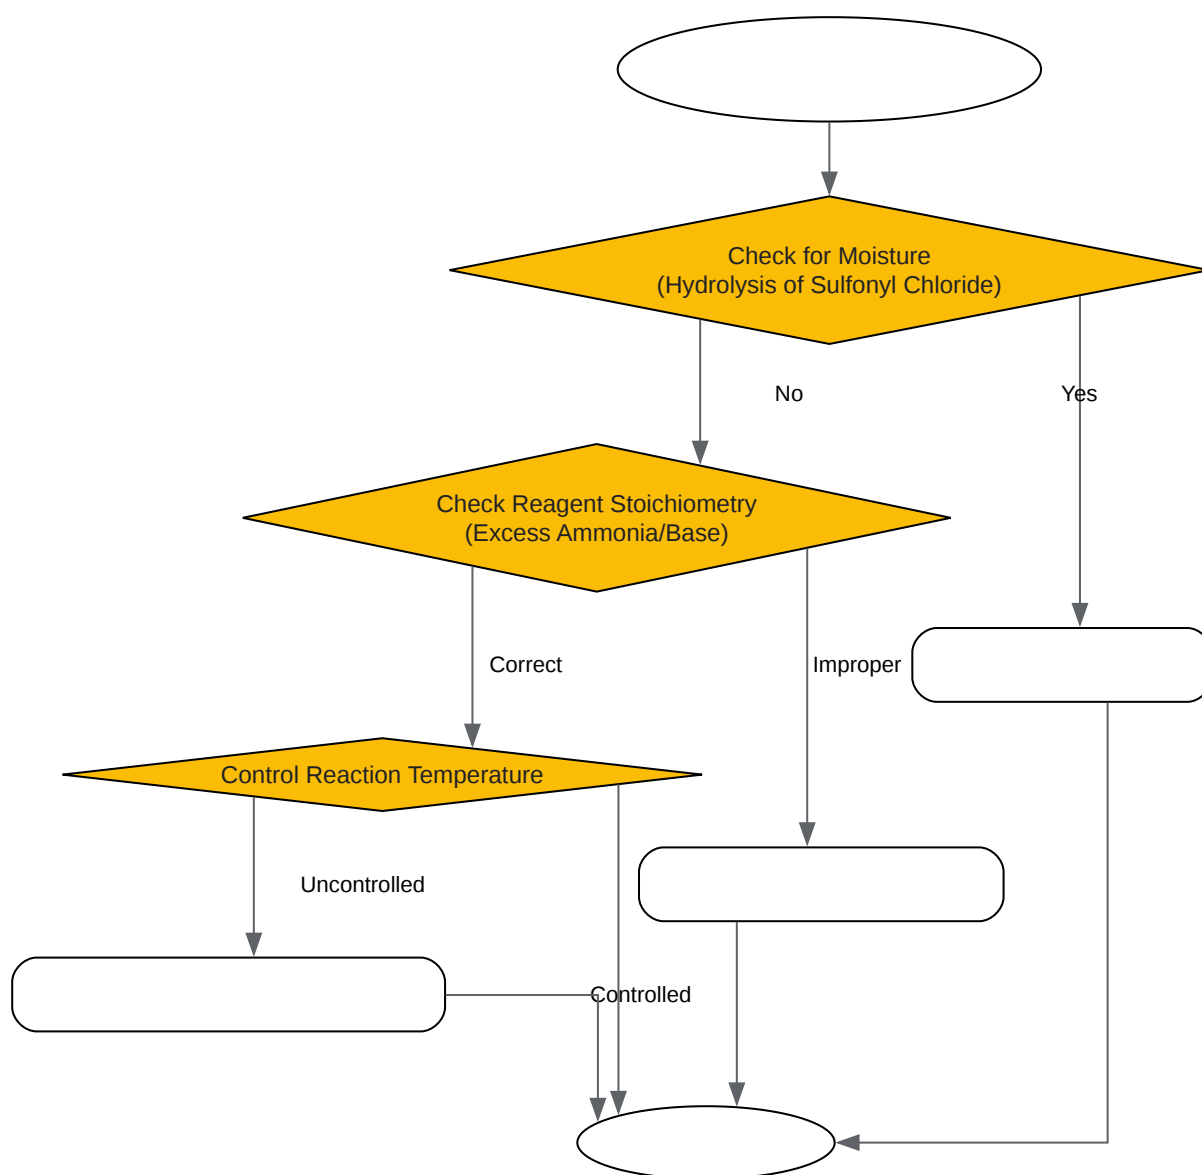 Check for Moisture
(Hydrolysis of Sulfonyl Chloride)
No
Yes
Check Reagent Stoichiometry
(Excess Ammonia/Base)
Correct
Improper
Control Reaction Temperature
Uncontrolled
Controlled